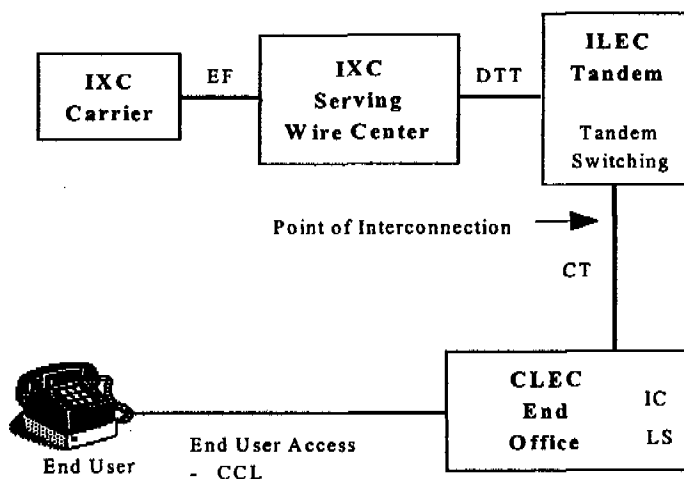 IXC
Carrier
EF
IXC
Serving
Wire Center
DTT
ILEC
Tandem
Tandem
Switching
Point of Interconnection
CT
CLEC
End
Office
IC
LS
End User
End User Access
- CCL